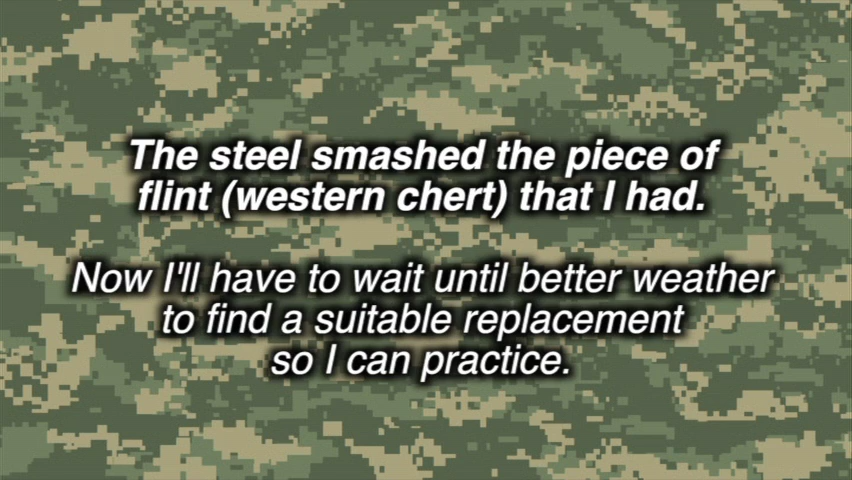 The steel smashed the piece of
flint (western chert) that I had.
Now I'll have to wait until better weather
to find a suitable replacement
so I can practice.